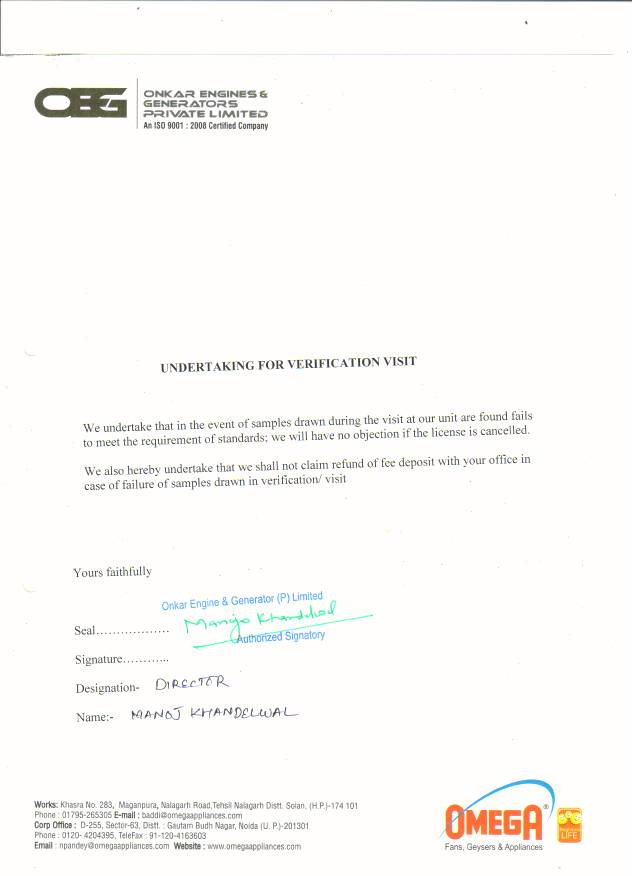 OEG
ONKAR ENGINES &
GENERATORS
PRIVATE LIMITED
An ISO 9001 : 2008 Certified Company
UNDERTAKING FOR VERIFICATION VISIT
We undertake that in the event of samples drawn during the visit at our unit are found fails
to meet the requirement of standards; we will have no objection if the license is cancelled.
We also hereby undertake that we shall not claim refund of fee deposit with your office in
case of failure of samples drawn in verification/ visit
Yours faithfully
Onkar Engine & Generator (P) Limited
Seal……………… Manoj Khandelwal
Authorized Signatory
Signature………...
Designation- DIRECTOR
Name:- MANOJ KHANDELWAL
Works: Khasra No. 283, Maganpura, Nalagarh Road,Tehsil Nalagarh Distt. Solan, (H.P.)-174 101
Phone : 01795-265305 E-mail : baddi@omegaappliances.com
Corp Office : D-255, Sector-63, Distt. : Gautam Budh Nagar, Noida (U. P.)-201301
Phone : 0120- 4204395, TeleFax : 91-120-4163603
Email : npandey@omegaappliances.com Website : www.omegaappliances.com
OMEGA®
LIFE
Fans, Geysers & Appliances